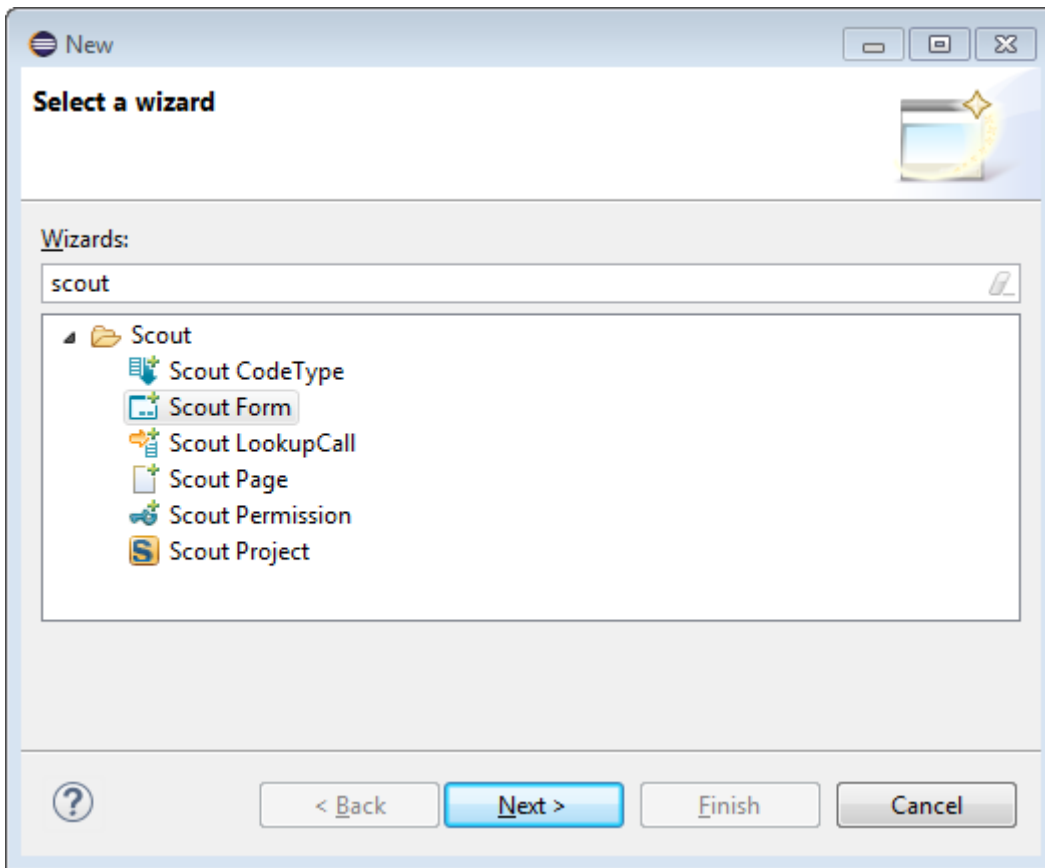 New
Select a wizard
Wizards:
scout
Scout
Scout CodeType
Scout Form
Scout LookupCall
Scout Page
Scout Permission
Scout Project
< Back Next > Finish Cancel